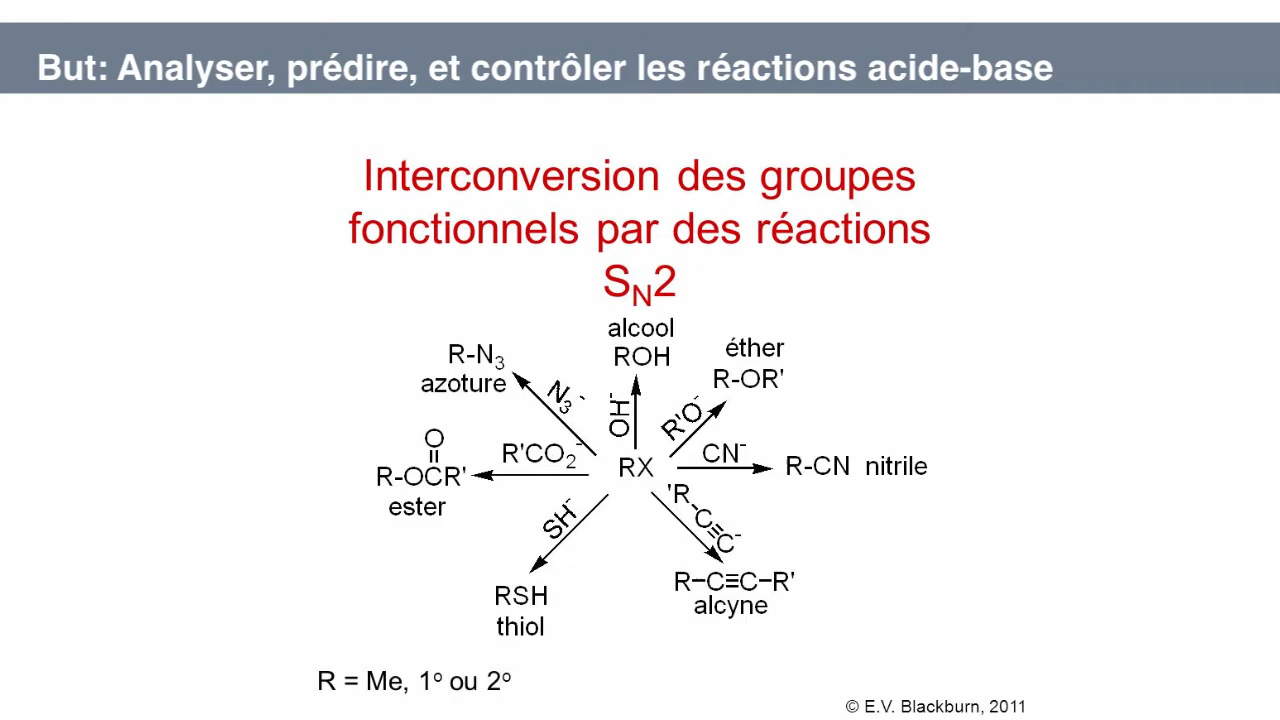 But: Analyser, prédire, et contrôler les réactions acide-base
Interconversion des groupes
fonctionnels par des réactions
S_N2
alcool
ROH
éther
R-OR'
R-N₃
azoture
N₃⁻
OH⁻
R'O⁻
O
R-OCR'
ester
R'CO₂⁻
RX
CN⁻
R-CN nitrile
SH⁻
'R-C≡C⁻
RSH
thiol
R–C≡C–R'
alcyne
R = Me, 1º ou 2º
© E.V. Blackburn, 2011